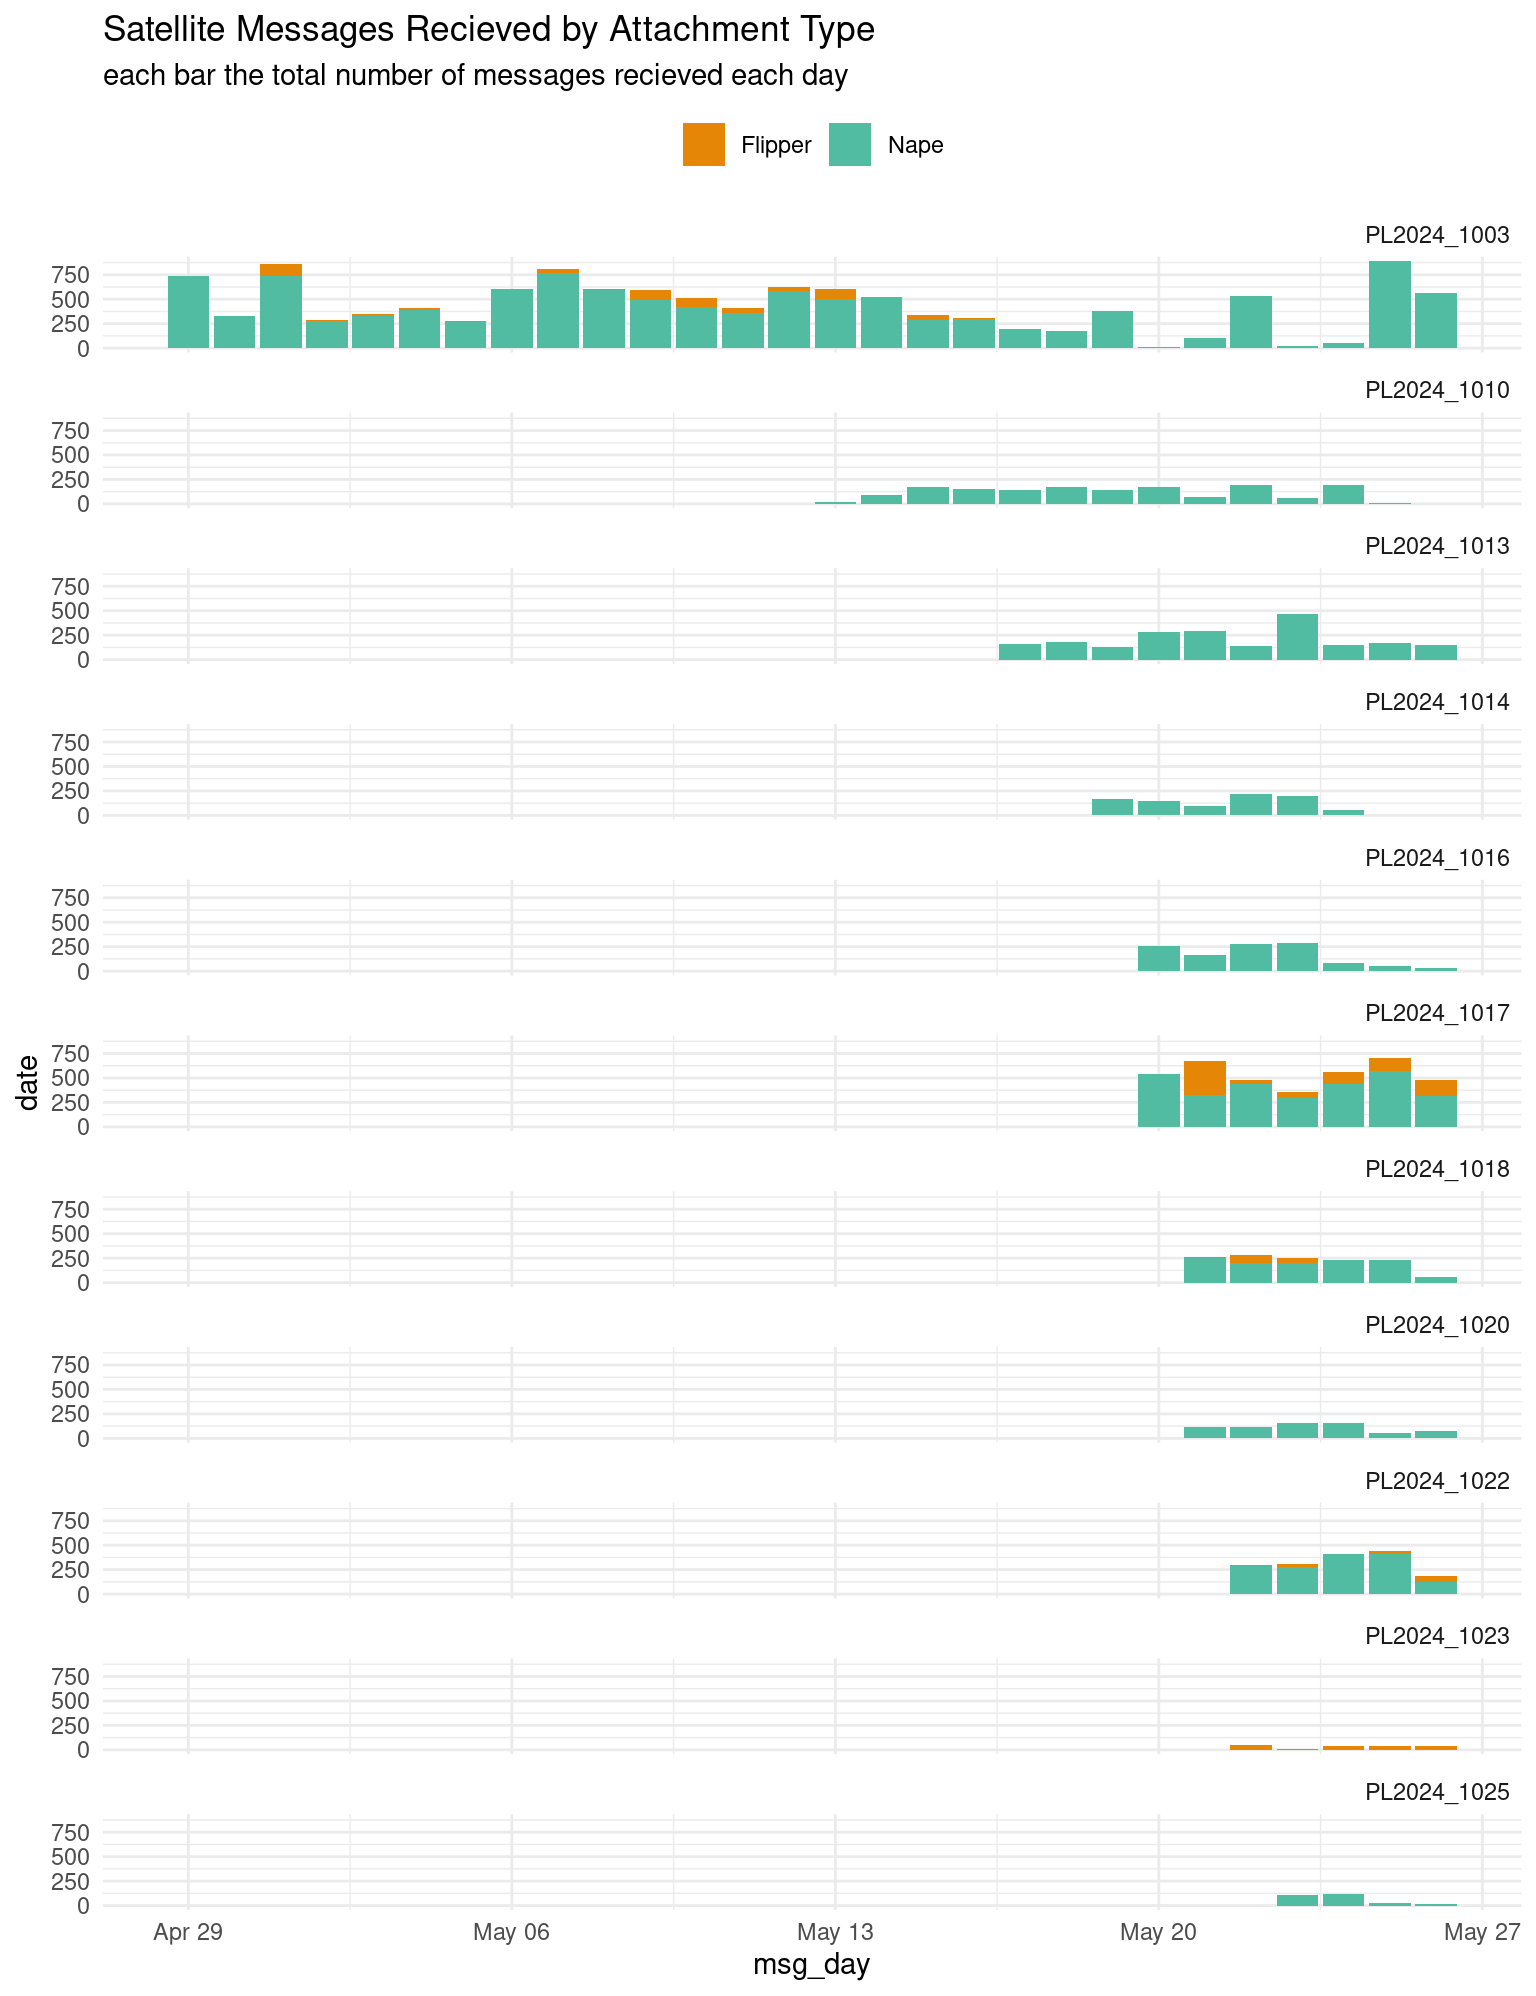 Satellite Messages Recieved by Attachment Type
each bar the total number of messages recieved each day
Flipper Nape
PL2024_1003
750
500
250
0
PL2024_1010
750
500
250
0
PL2024_1013
750
500
250
0
PL2024_1014
750
500
250
0
PL2024_1016
750
500
250
0
PL2024_1017
750
500
250
0
PL2024_1018
750
500
250
0
PL2024_1020
750
500
250
0
PL2024_1022
750
500
250
0
PL2024_1023
750
500
250
0
PL2024_1025
750
500
250
0
date
Apr 29 May 06 May 13 May 20 May 27
msg_day